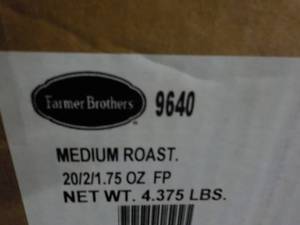 Farmer Brothers 9640
MEDIUM ROAST.
20/2/1.75 OZ FP
NET WT. 4.375 LBS.